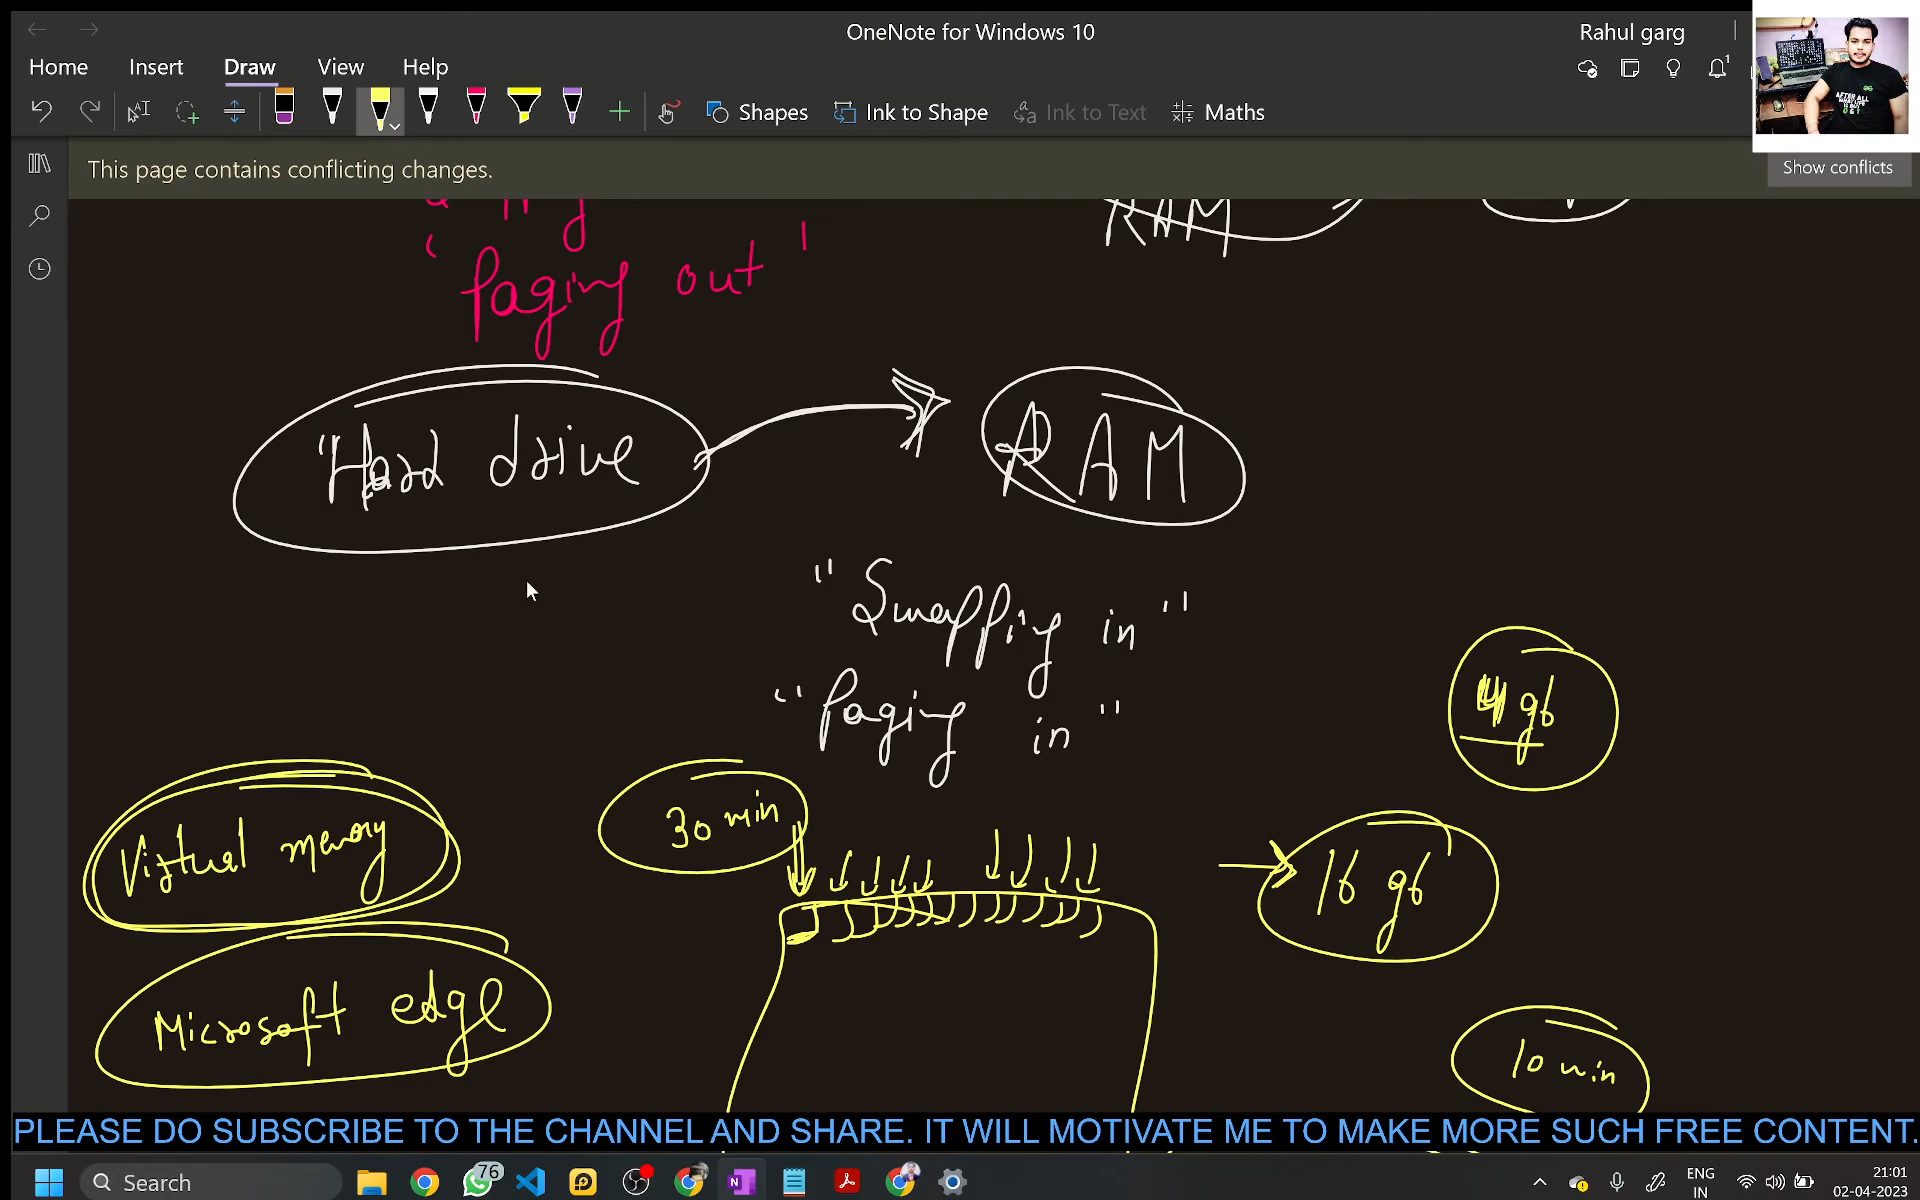 OneNote for Windows 10
Rahul garg
Home Insert Draw View Help
Shapes Ink to Shape Ink to Text Maths
This page contains conflicting changes.
Show conflicts
RAM
' Paging out '
"Hard drive
RAM
"Swapping in"
"Paging in"
4 gb
30 min
Virtual memory
16 gb
Microsoft edge
10 min
PLEASE DO SUBSCRIBE TO THE CHANNEL AND SHARE. IT WILL MOTIVATE ME TO MAKE MORE SUCH FREE CONTENT.
Search
76
ENG
IN
21:01
02-04-2023